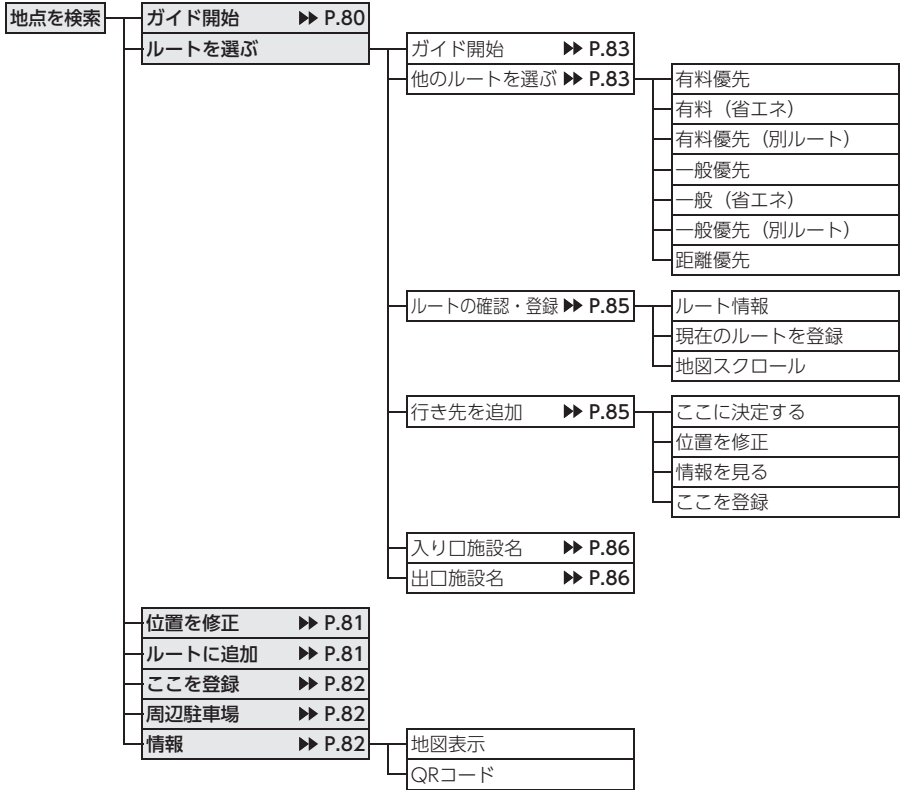 地点を検索
ガイド開始 ▶▶ P.80
ルートを選ぶ
ガイド開始 ▶▶ P.83
他のルートを選ぶ ▶▶ P.83
有料優先
有料（省エネ）
有料優先（別ルート）
一般優先
一般（省エネ）
一般優先（別ルート）
距離優先
ルートの確認・登録 ▶▶ P.85
ルート情報
現在のルートを登録
地図スクロール
行き先を追加 ▶▶ P.85
ここに決定する
位置を修正
情報を見る
ここを登録
入り口施設名 ▶▶ P.86
出口施設名 ▶▶ P.86
位置を修正 ▶▶ P.81
ルートに追加 ▶▶ P.81
ここを登録 ▶▶ P.82
周辺駐車場 ▶▶ P.82
情報 ▶▶ P.82
地図表示
QRコード